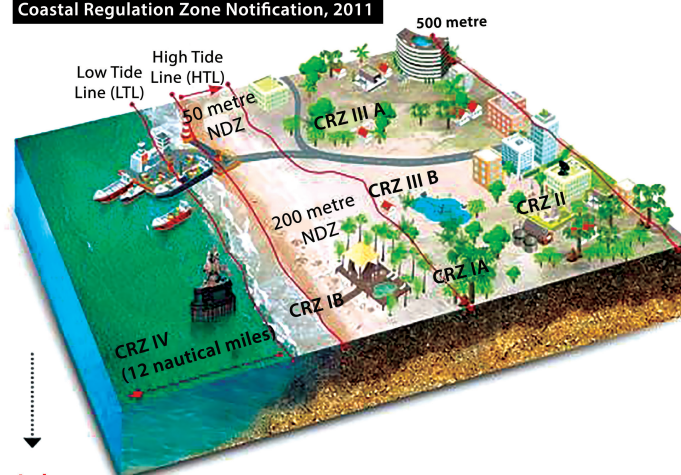 Coastal Regulation Zone Notification, 2011
500 metre
Low Tide
Line (LTL)
High Tide
Line (HTL)
50 metre
NDZ
CRZ III A
CRZ III B
200 metre
NDZ
CRZ II
CRZ IA
CRZ IB
CRZ IV
(12 nautical miles)